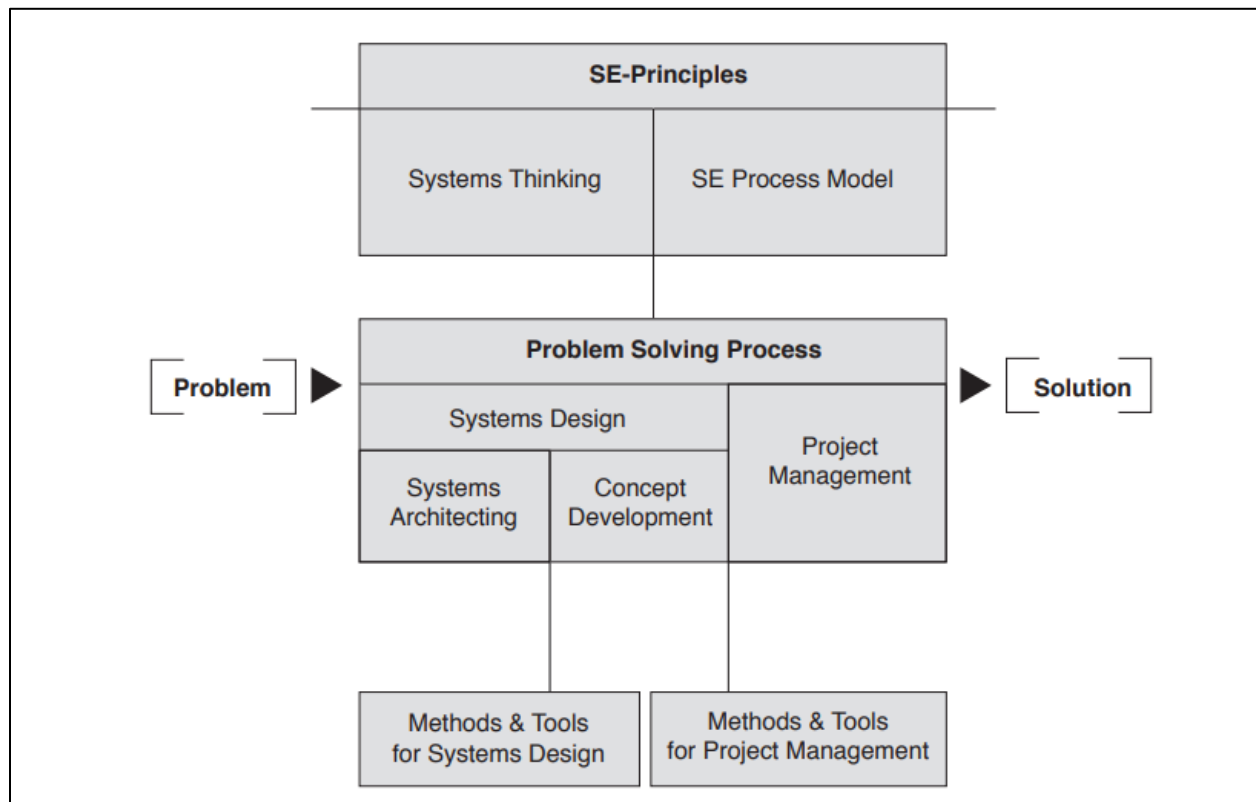 SE-Principles
Systems Thinking
SE Process Model
Problem Solving Process
Problem
Solution
Systems Design
Project
Management
Systems
Architecting
Concept
Development
Methods & Tools
for Systems Design
Methods & Tools
for Project Management